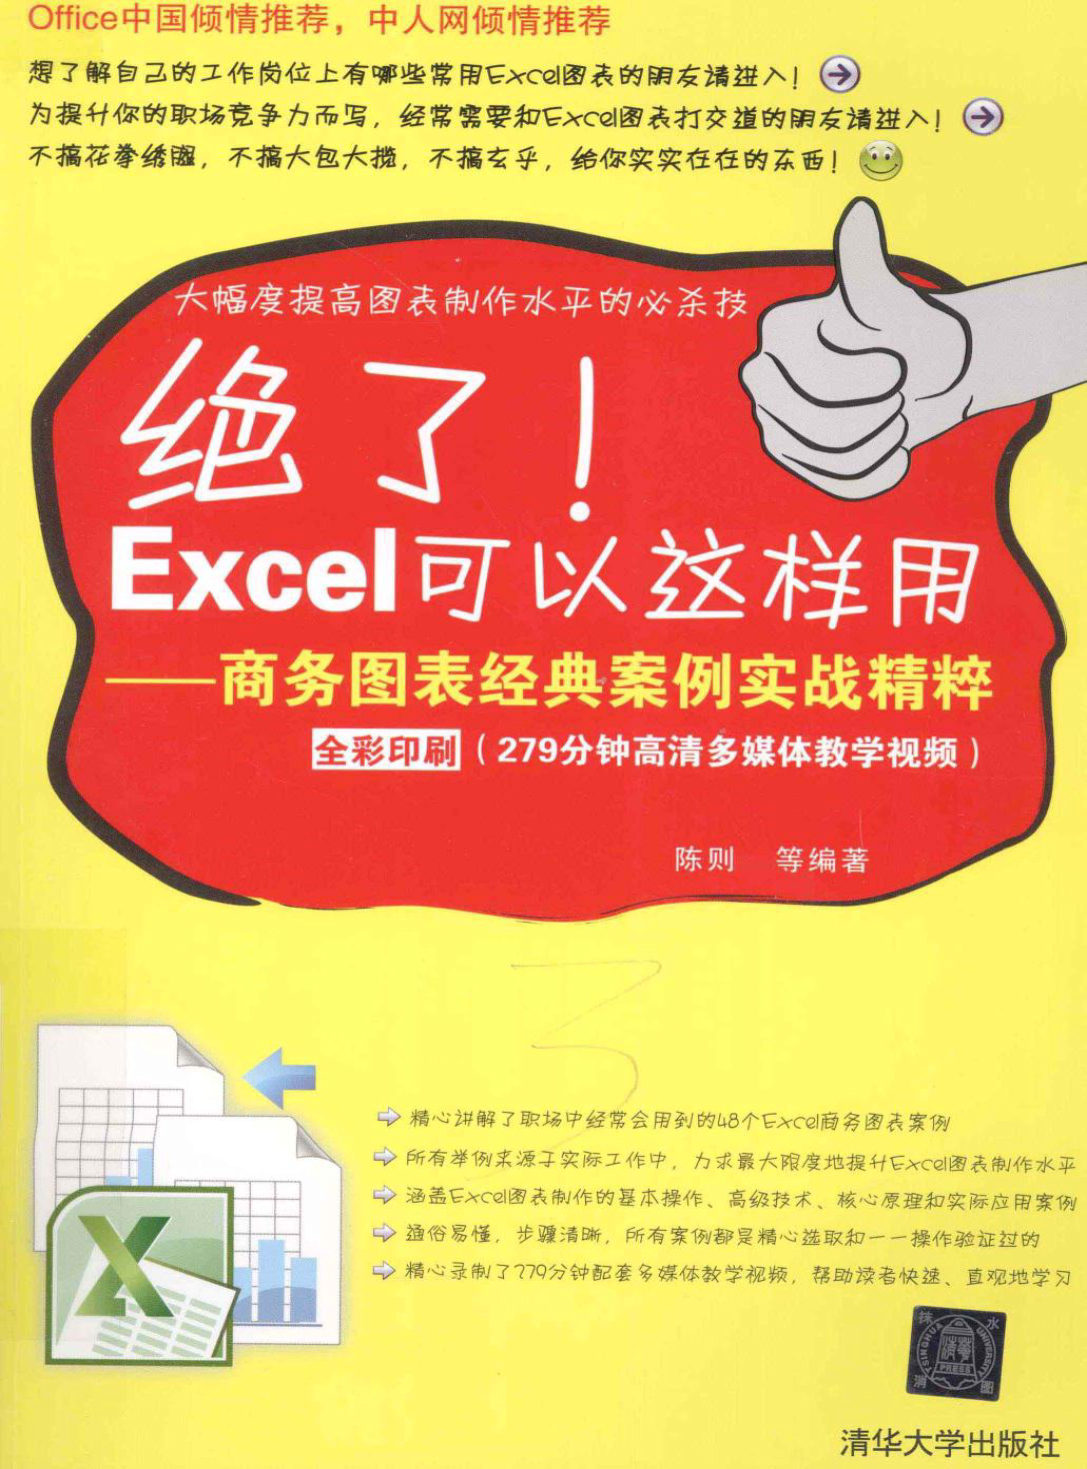 Office中国倾情推荐，中人网倾情推荐
想了解自己的工作岗位上有哪些常用Excel图表的朋友请进入！
为提升你的职场竞争力而写，经常需要和Excel图表打交道的朋友请进入！
不搞花拳绣腿，不搞大包大揽，不搞玄乎，给你实实在在的东西！
大幅度提高图表制作水平的必杀技
绝了！
Excel可以这样用
——商务图表经典案例实战精粹
全彩印刷（279分钟高清多媒体教学视频）
陈则 等编著
3
精心讲解了职场中经常会用到的48个Excel商务图表案例
所有举例来源于实际工作中，力求最大限度地提升Excel图表制作水平
涵盖Excel图表制作的基本操作、高级技术、核心原理和实际应用案例
通俗易懂，步骤清晰，所有案例都是精心选取和一一操作验证过的
精心录制了279分钟配套多媒体教学视频，帮助读者快速、直观地学习
TSINGHUA UNIVERSITY PRESS
清华大学出版社